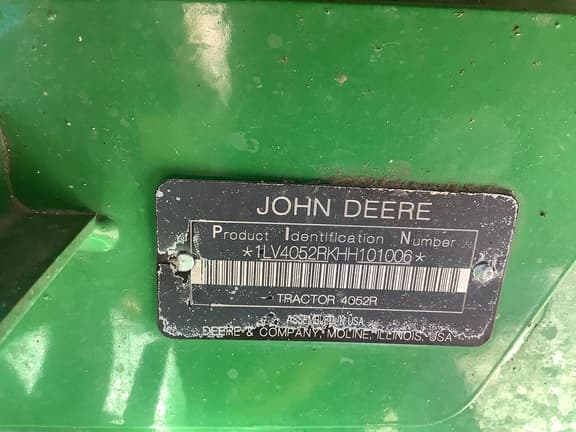 JOHN DEERE
Product Identification Number
*1LV4052RKHH101006*
TRACTOR 4052R
ASSEMBLED IN USA
DEERE & COMPANY, MOLINE, ILLINOIS, USA